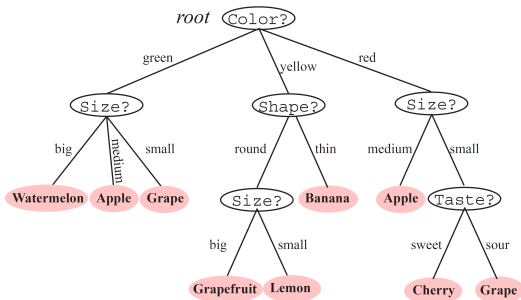 root Color?
green yellow red
Size? Shape? Size?
big medium small round thin medium small
Watermelon Apple Grape Size? Banana Apple Taste?
big small sweet sour
Grapefruit Lemon Cherry Grape